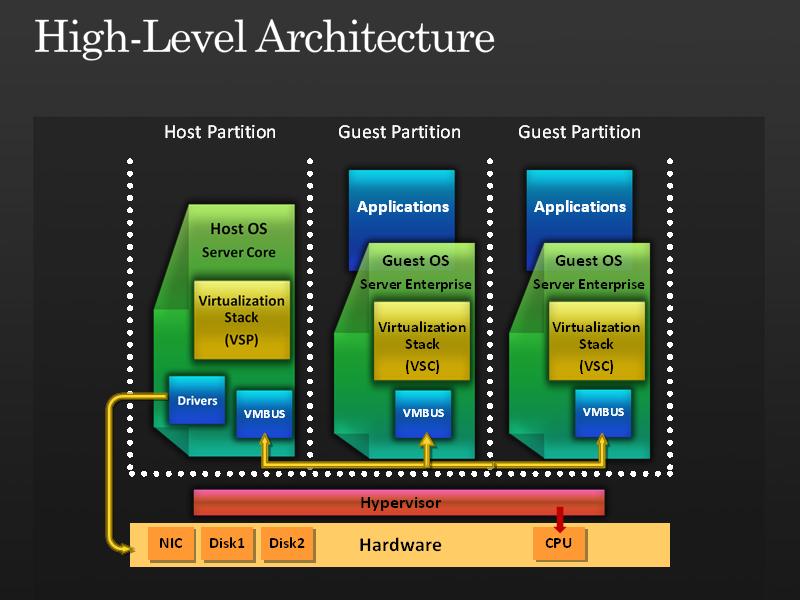 High-Level Architecture
Host Partition
Guest Partition
Guest Partition
Host OS
Server Core
Virtualization
Stack
(VSP)
Drivers
VMBUS
Applications
Guest OS
Server Enterprise
Virtualization
Stack
(VSC)
VMBUS
Applications
Guest OS
Server Enterprise
Virtualization
Stack
(VSC)
VMBUS
Hypervisor
NIC
Disk1
Disk2
Hardware
CPU